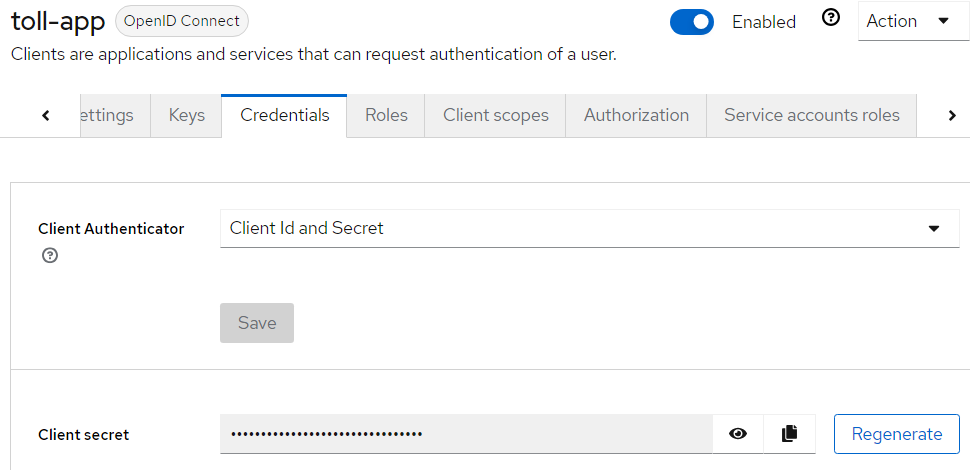 toll-app OpenID Connect Enabled Action
Clients are applications and services that can request authentication of a user.
ettings Keys Credentials Roles Client scopes Authorization Service accounts roles
Client Authenticator Client Id and Secret
Save
Client secret •••••••••••••••••••••••••••••••• Regenerate